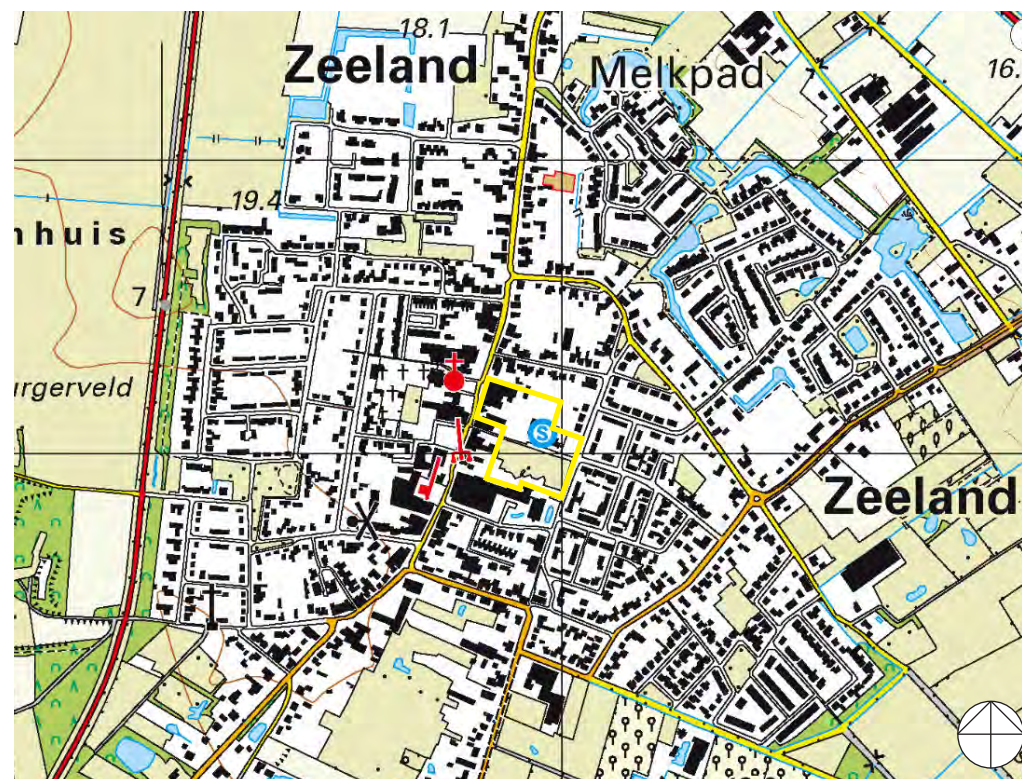 18.1
Zeeland
Melkpad
16.
19.4
nhuis
7
urgerveld
S
Zeeland